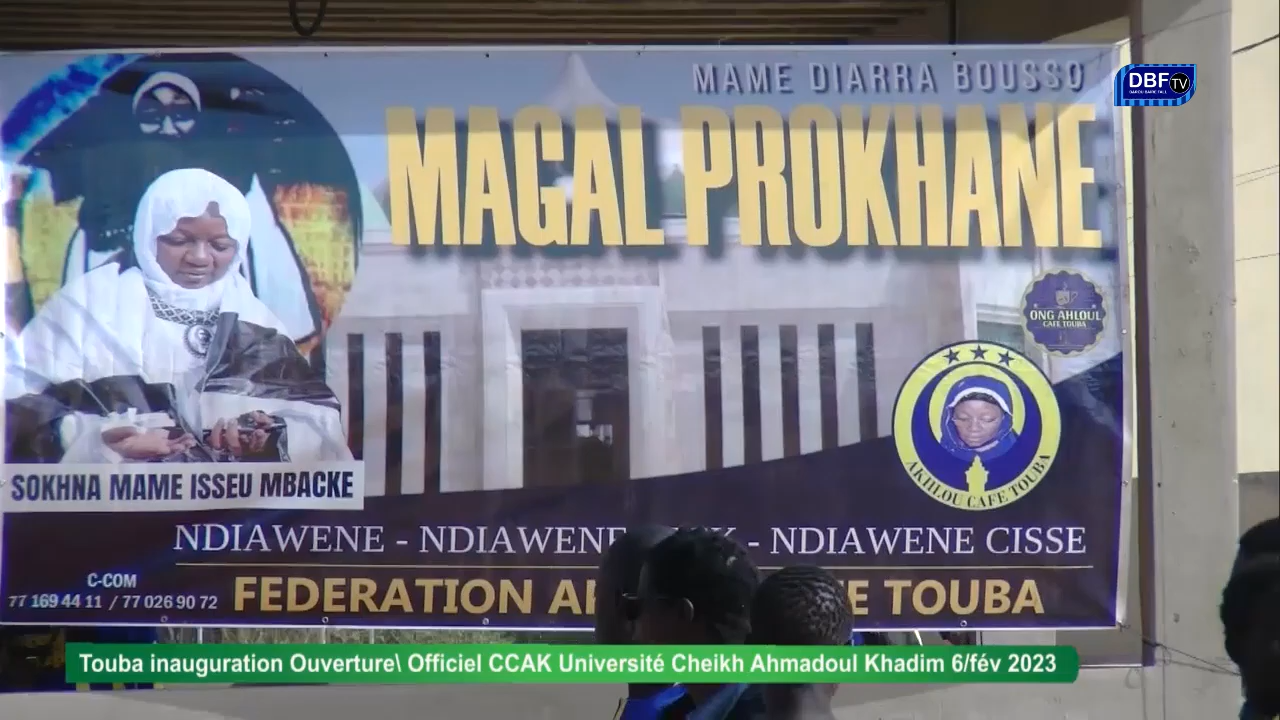 MAME DIARRA BOUSSO
DBF TV
MAGAL PROKHANE
ONG AHLOUL
CAFE TOUBA
AKHLOU CAFE TOUBA
SOKHNA MAME ISSEU MBACKE
NDIAWENE - NDIAWENE - NDIAWENE CISSE
C-COM
77 169 44 11 / 77 026 90 72
FEDERATION TOUBA
Touba inauguration Ouverture\ Officiel CCAK Université Cheikh Ahmadoul Khadim 6/fév 2023